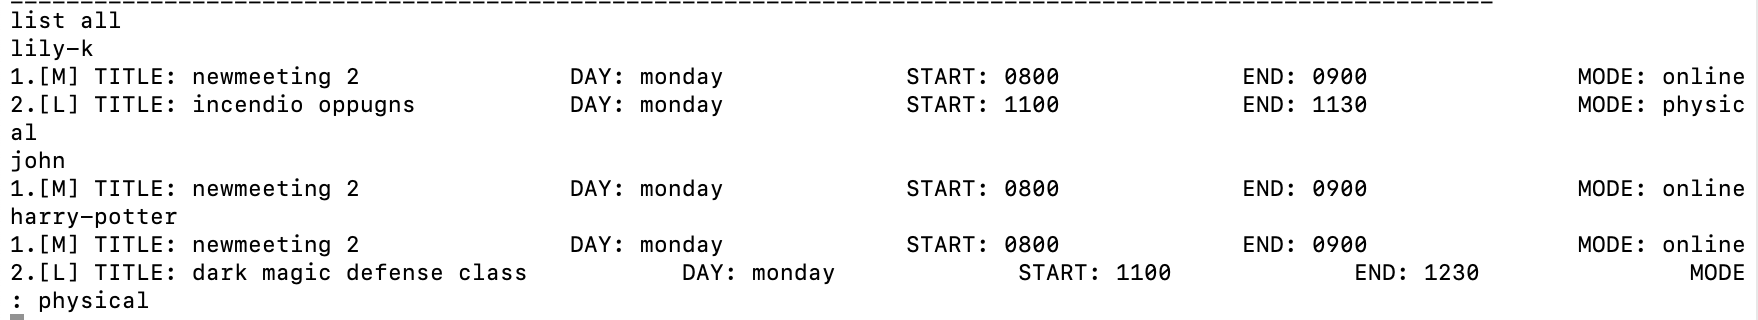 list all
lily-k
1.[M] TITLE: newmeeting 2               DAY: monday             START: 0800             END: 0900               MODE: online
2.[L] TITLE: incendio oppugns           DAY: monday             START: 1100             END: 1130               MODE: physic
al
john
1.[M] TITLE: newmeeting 2               DAY: monday             START: 0800             END: 0900               MODE: online
harry-potter
1.[M] TITLE: newmeeting 2               DAY: monday             START: 0800             END: 0900               MODE: online
2.[L] TITLE: dark magic defense class           DAY: monday             START: 1100             END: 1230               MODE
: physical